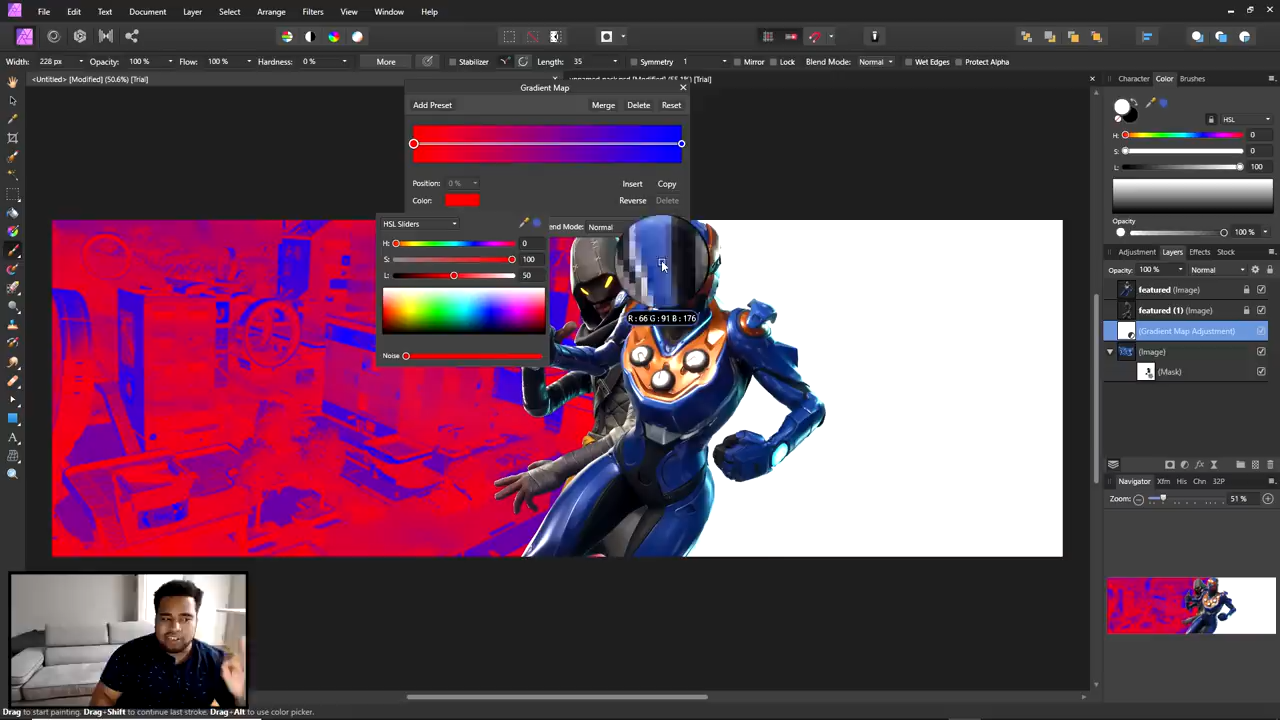 File Edit Text Document Layer Select Arrange Filters View Window Help
Width: 228 px Opacity: 100 % Flow: 100 % Hardness: 0 % More Stabilizer Length: 35 Symmetry 1 Mirror Lock Blend Mode: Normal Wet Edges Protect Alpha
<Untitled> [Modified] (50.6%) [Trial]
Character Color Brushes
Gradient Map
Add Preset Merge Delete Reset
HSL
H: 0
S: 0
L: 100
Position: 0 % Insert Copy
Color: Reverse Delete
Opacity
100 %
HSL Sliders
Blend Mode: Normal
H: 0
S: 100
L: 50
Noise
R: 66 G: 91 B: 176
Adjustment Layers Effects Stock
Opacity: 100 % Normal
featured (Image)
featured (1) (Image)
(Gradient Map Adjustment)
(Image)
(Mask)
Navigator Xfm His Chn 32P
Zoom: 51 %
Drag to start painting. Drag+Shift to continue last stroke. Drag+Alt to use color picker.